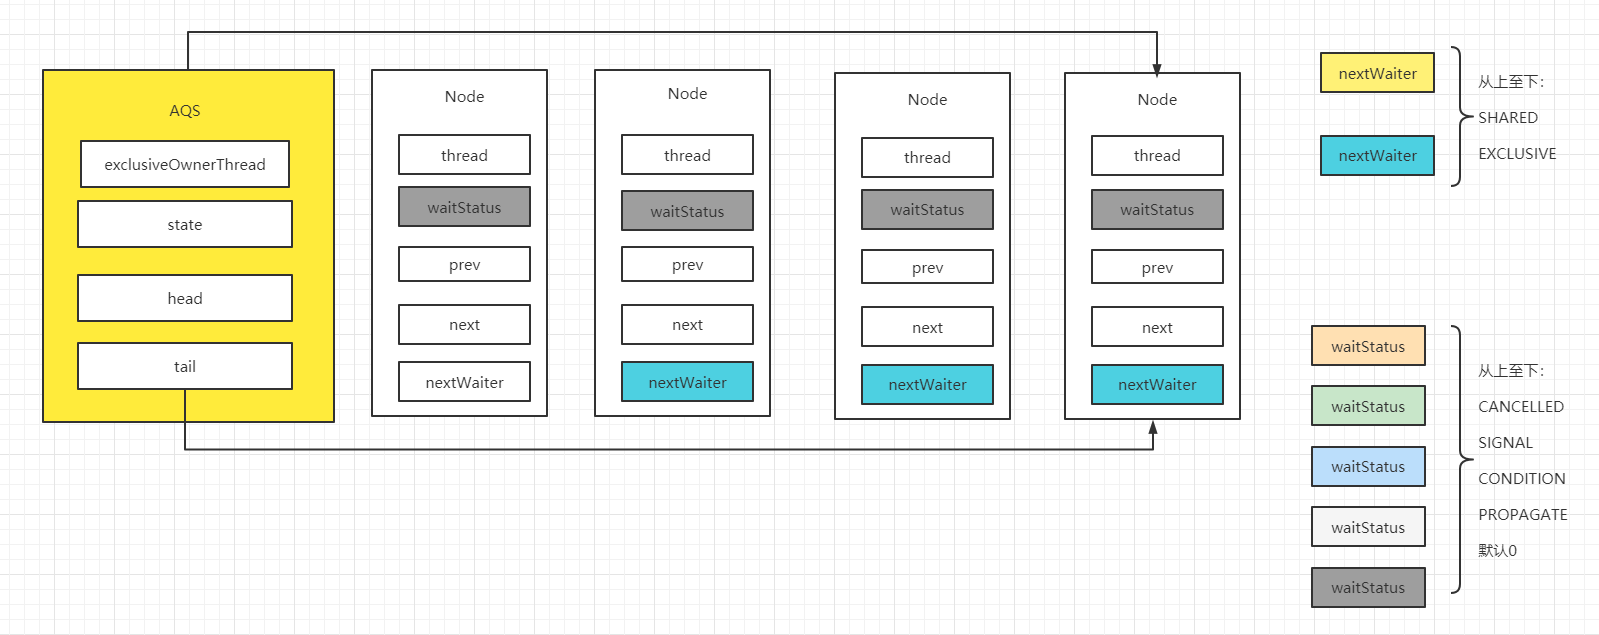 AQS
exclusiveOwnerThread
state
head
tail
Node
thread
waitStatus
prev
next
nextWaiter
Node
thread
waitStatus
prev
next
nextWaiter
Node
thread
waitStatus
prev
next
nextWaiter
Node
thread
waitStatus
prev
next
nextWaiter
nextWaiter
nextWaiter
从上至下：
SHARED
EXCLUSIVE
waitStatus
waitStatus
waitStatus
waitStatus
waitStatus
从上至下：
CANCELLED
SIGNAL
CONDITION
PROPAGATE
默认0